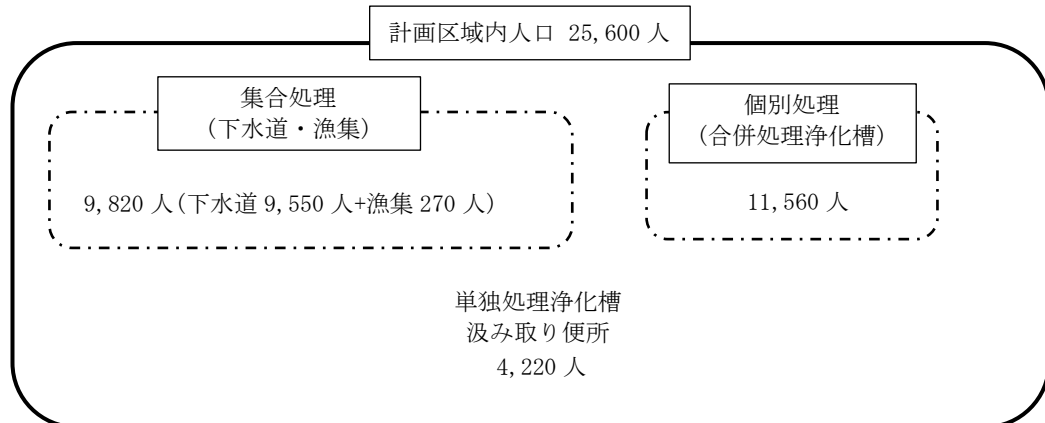 計画区域内人口 25,600 人
集合処理
(下水道・漁集)
個別処理
(合併処理浄化槽)
9,820 人(下水道 9,550 人+漁集 270 人)
11,560 人
単独処理浄化槽
汲み取り便所
4,220 人